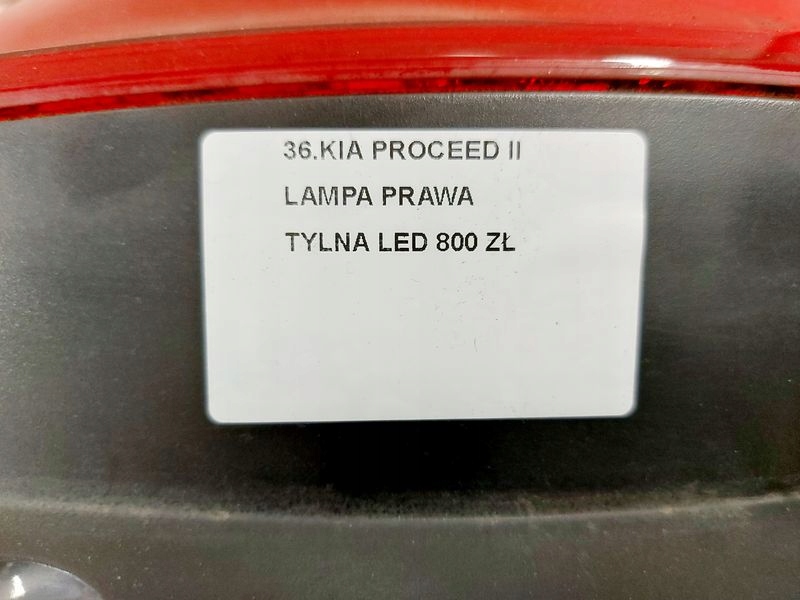 36.KIA PROCEED II
LAMPA PRAWA
TYLNA LED 800 ZŁ